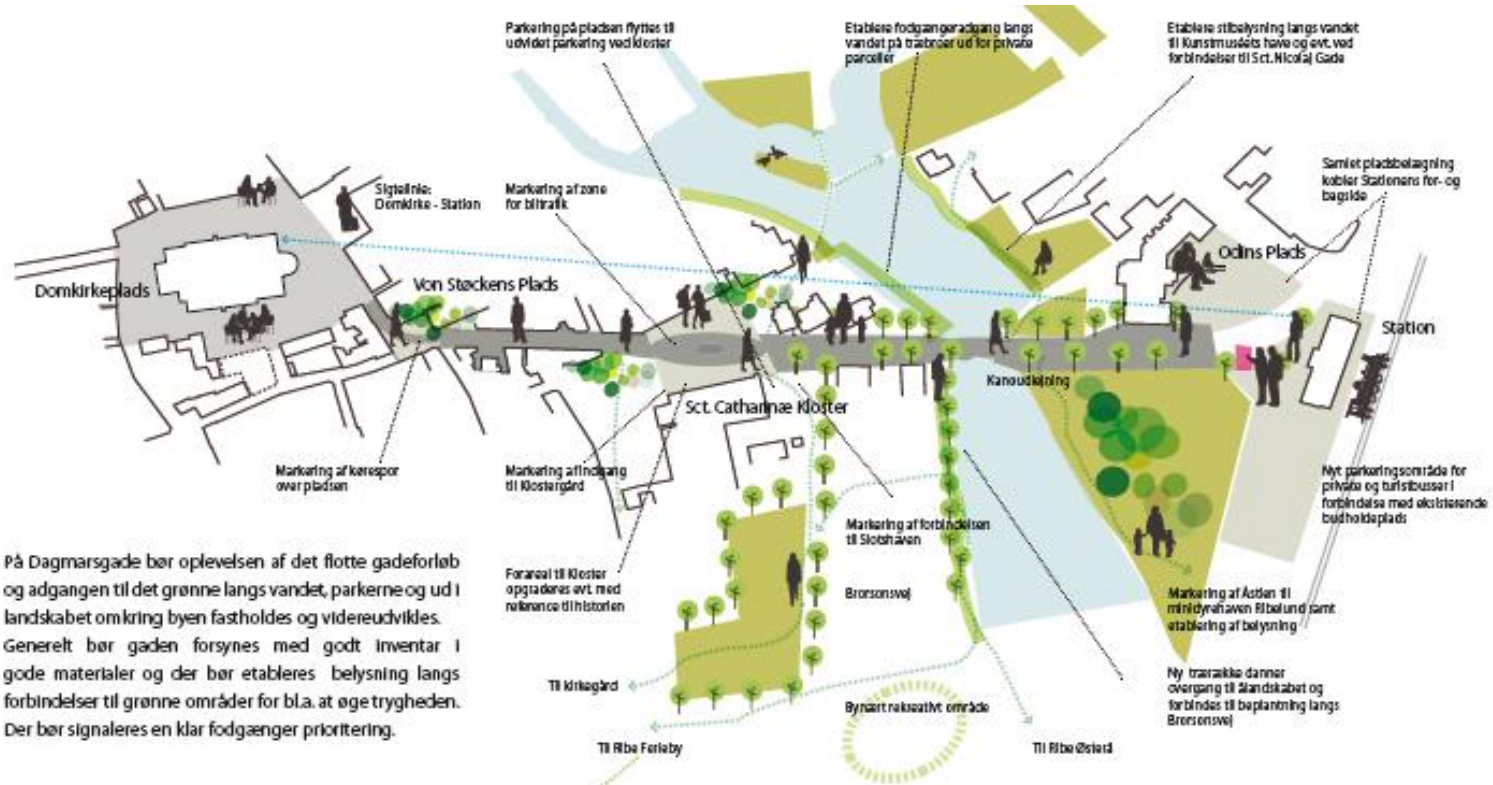 Parkering på pladsen flyttes til
udvidet parkering ved kloster
Etablere fodgængeradgang langs
vandet på træbroer ud for private
parceller
Etablere stibelysning langs vandet
til Kunstmuséets have og evt. ved
forbindelser til Sct. Nicolaj Gade
Samlet pladsbelægning
kobler Stationens for- og
bagside
Sigtelinie:
Domkirke - Station
Markering af zone
for biltrafik
Odins Plads
Domkirkeplads
Von Støckens Plads
Station
Kanoudlejning
Sct. Catharinæ Kloster
Markering af kørespor
over pladsen
Markering af indgang
til Klostergård
Markering af forbindelsen
til Slotshaven
Nyt parkeringsområde for
private og turistbusser i
forbindelse med eksisterende
busholdeplads
På Dagmarsgade bør oplevelsen af det flotte gadeforløb
og adgangen til det grønne langs vandet, parkerne og ud i
landskabet omkring byen fastholdes og videreudvikles.
Generelt bør gaden forsynes med godt inventar i
gode materialer og der bør etableres belysning langs
forbindelser til grønne områder for bl.a. at øge trygheden.
Der bør signaleres en klar fodgænger prioritering.
Forareal til Kloster
opgraderes evt. med
reference til historien
Brorsonsvej
Markering af Åstien til
minidyrehaven Ribelund samt
etablering af belysning
Ny trærække danner
overgang til ålandskabet og
forbindes til beplantning langs
Brorsonsvej
Til kirkegård
Bynært rekreativt område
Til Ribe Ferieby
Til Ribe Østerå